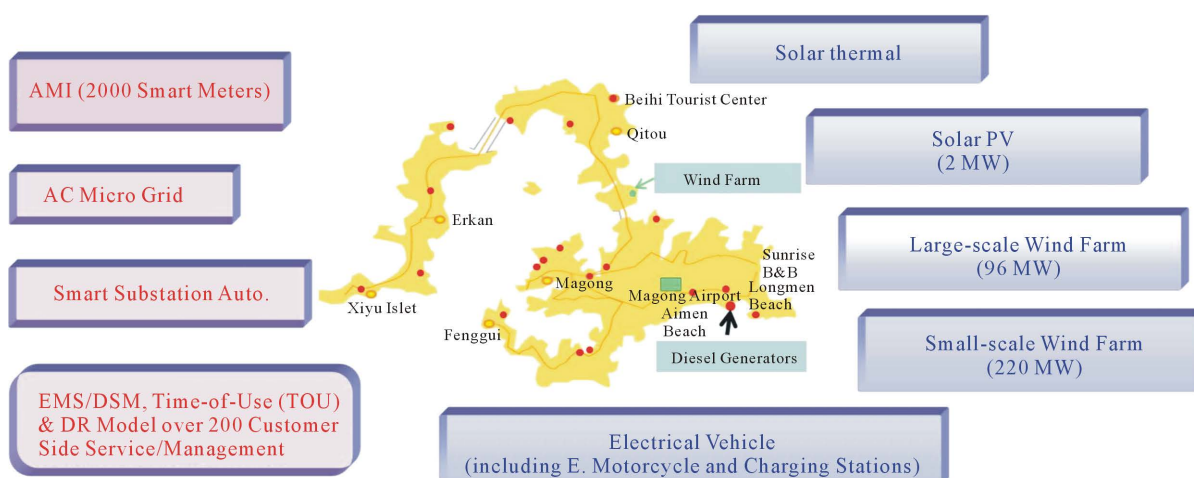 AMI (2000 Smart Meters)
AC Micro Grid
Smart Substation Auto.
EMS/DSM, Time-of-Use (TOU)
& DR Model over 200 Customer
Side Service/Management
Beihi Tourist Center
Qitou
Wind Farm
Erkan
Xiyu Islet
Magong
Fenggui
Magong Airport
Aimen
Beach
Sunrise
B&B
Longmen
Beach
Diesel Generators
Solar thermal
Solar PV
(2 MW)
Large-scale Wind Farm
(96 MW)
Small-scale Wind Farm
(220 MW)
Electrical Vehicle
(including E. Motorcycle and Charging Stations)